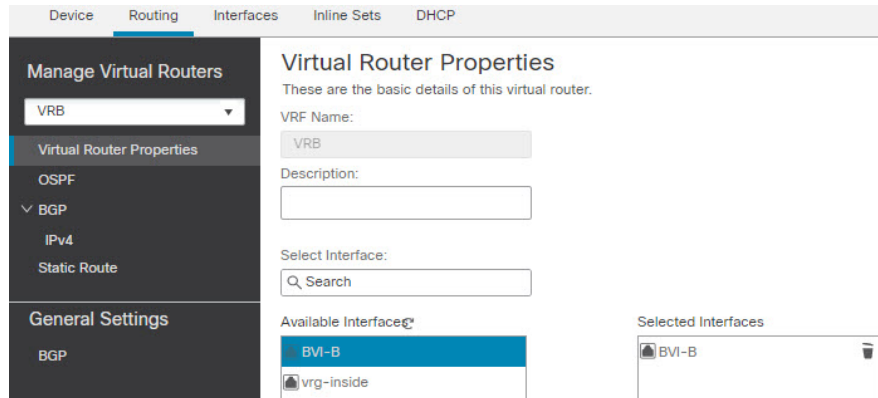 Device Routing Interfaces Inline Sets DHCP
Manage Virtual Routers
VRB
Virtual Router Properties
OSPF
BGP
IPv4
Static Route
General Settings
BGP
Virtual Router Properties
These are the basic details of this virtual router.
VRF Name:
VRB
Description:
Select Interface:
Search
Available Interfaces
BVI-B
vrg-inside
Selected Interfaces
BVI-B